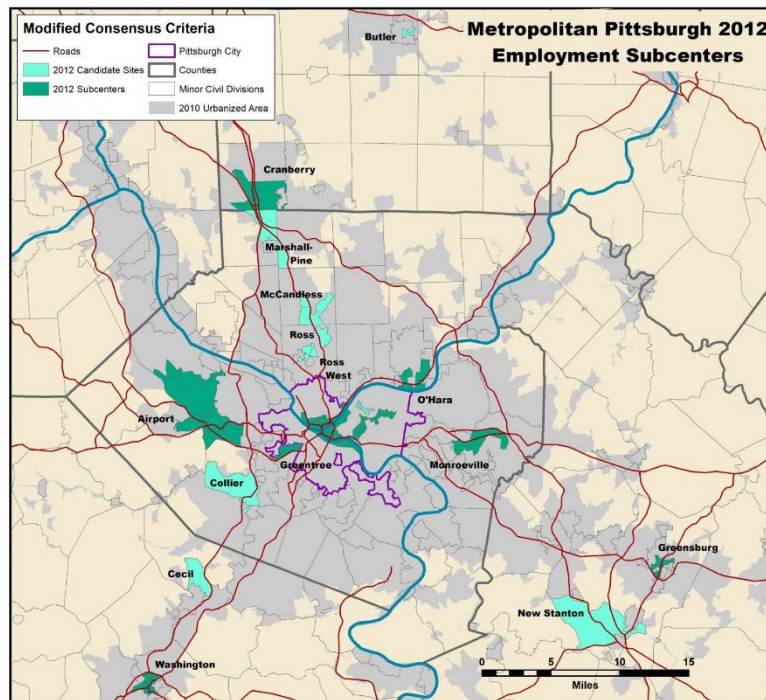 Metropolitan Pittsburgh 2012
Employment Subcenters
Modified Consensus Criteria
Roads
2012 Candidate Sites
2012 Subcenters
Pittsburgh City
Counties
Minor Civil Divisions
2010 Urbanized Area
Butler
Cranberry
Marshall-
Pine
McCandless
Ross
Ross
West
O'Hara
Airport
Greentree
Monroeville
Collier
Cecil
Greensburg
New Stanton
Washington
0 5 10 15
Miles